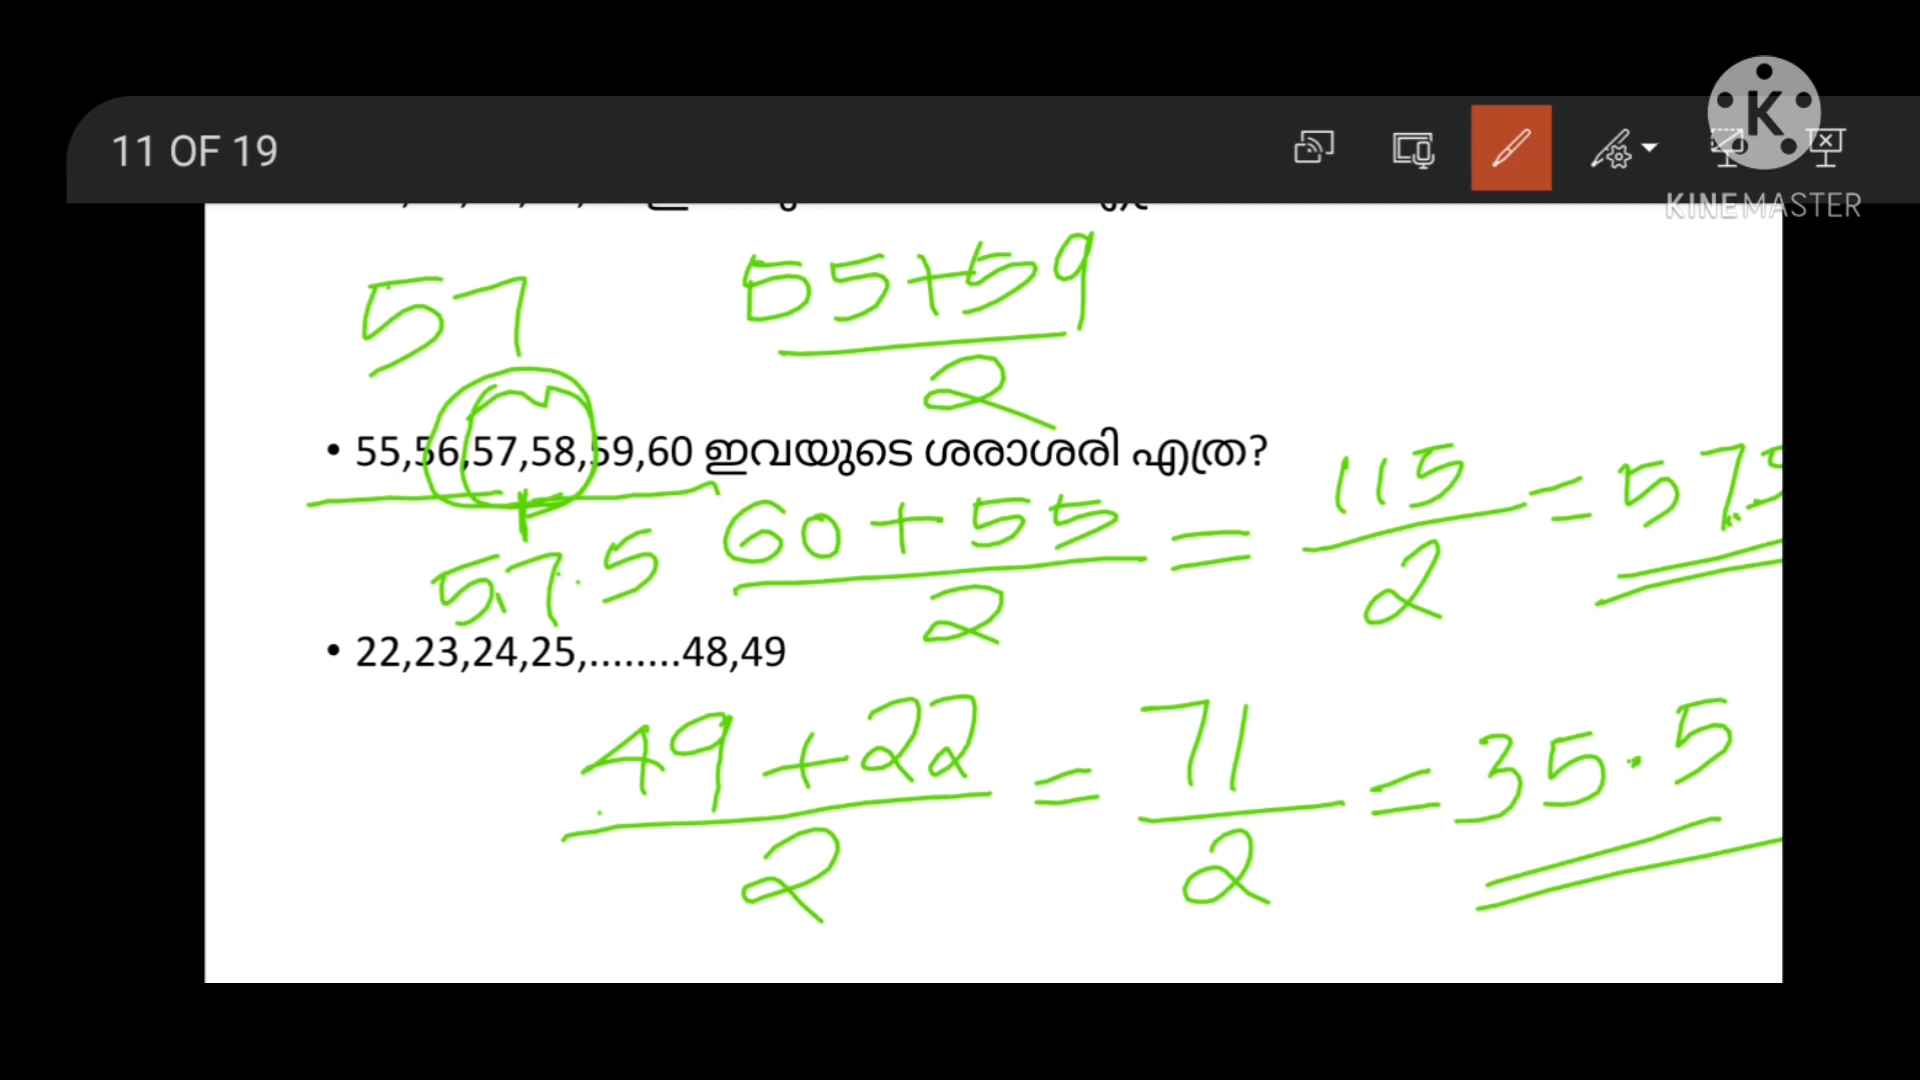 11 OF 19
KINEMASTER
57
55+59
2
• 55,56,57,58,59,60 ഇവയുടെ ശരാശരി എത്ര?
57.5
60+55 = 115 = 57.5
2 2
• 22,23,24,25,........48,49
49+22 = 71 = 35.5
2 2